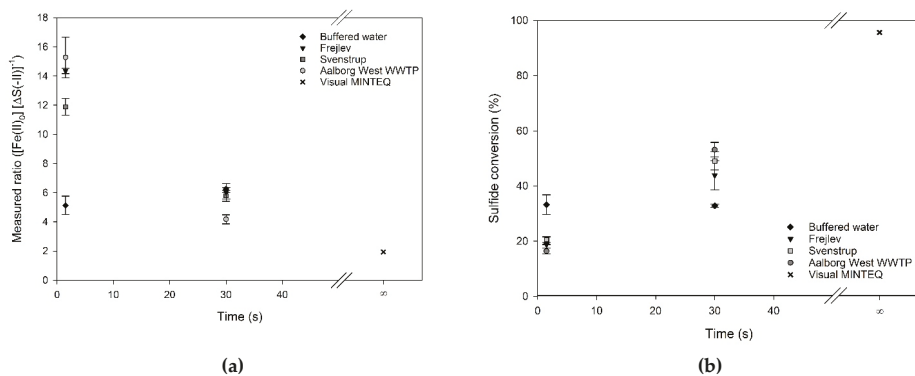 18
16
14
12
10
8
6
4
2
0
Measured ratio ([Fe(II)₀] [ΔS(-II)]⁻¹)
Buffered water
Frejlev
Svenstrup
Aalborg West WWTP
Visual MINTEQ
0 10 20 30 40 ∞
Time (s)
(a)
100
80
60
40
20
0
Sulfide conversion (%)
Buffered water
Frejlev
Svenstrup
Aalborg West WWTP
Visual MINTEQ
0 10 20 30 40 ∞
Time (s)
(b)